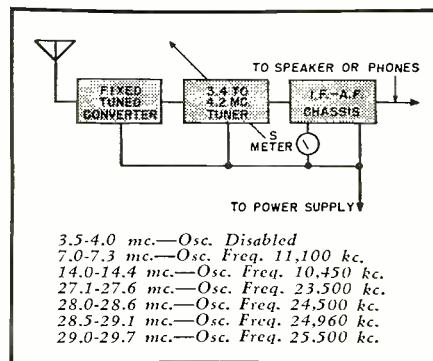 TO SPEAKER OR PHONES
FIXED
TUNED
CONVERTER
3.4 TO
4.2 MC
TUNER
I.F.-A.F.
CHASSIS
S
METER
TO POWER SUPPLY
3.5-4.0 mc.—Osc. Disabled
7.0-7.3 mc.—Osc. Freq. 11,100 kc.
14.0-14.4 mc.—Osc. Freq. 10,450 kc.
27.1-27.6 mc.—Osc. Freq. 23,500 kc.
28.0-28.6 mc.—Osc. Freq. 24,500 kc.
28.5-29.1 mc.—Osc. Freq. 24,960 kc.
29.0-29.7 mc.—Osc. Freq. 25,500 kc.